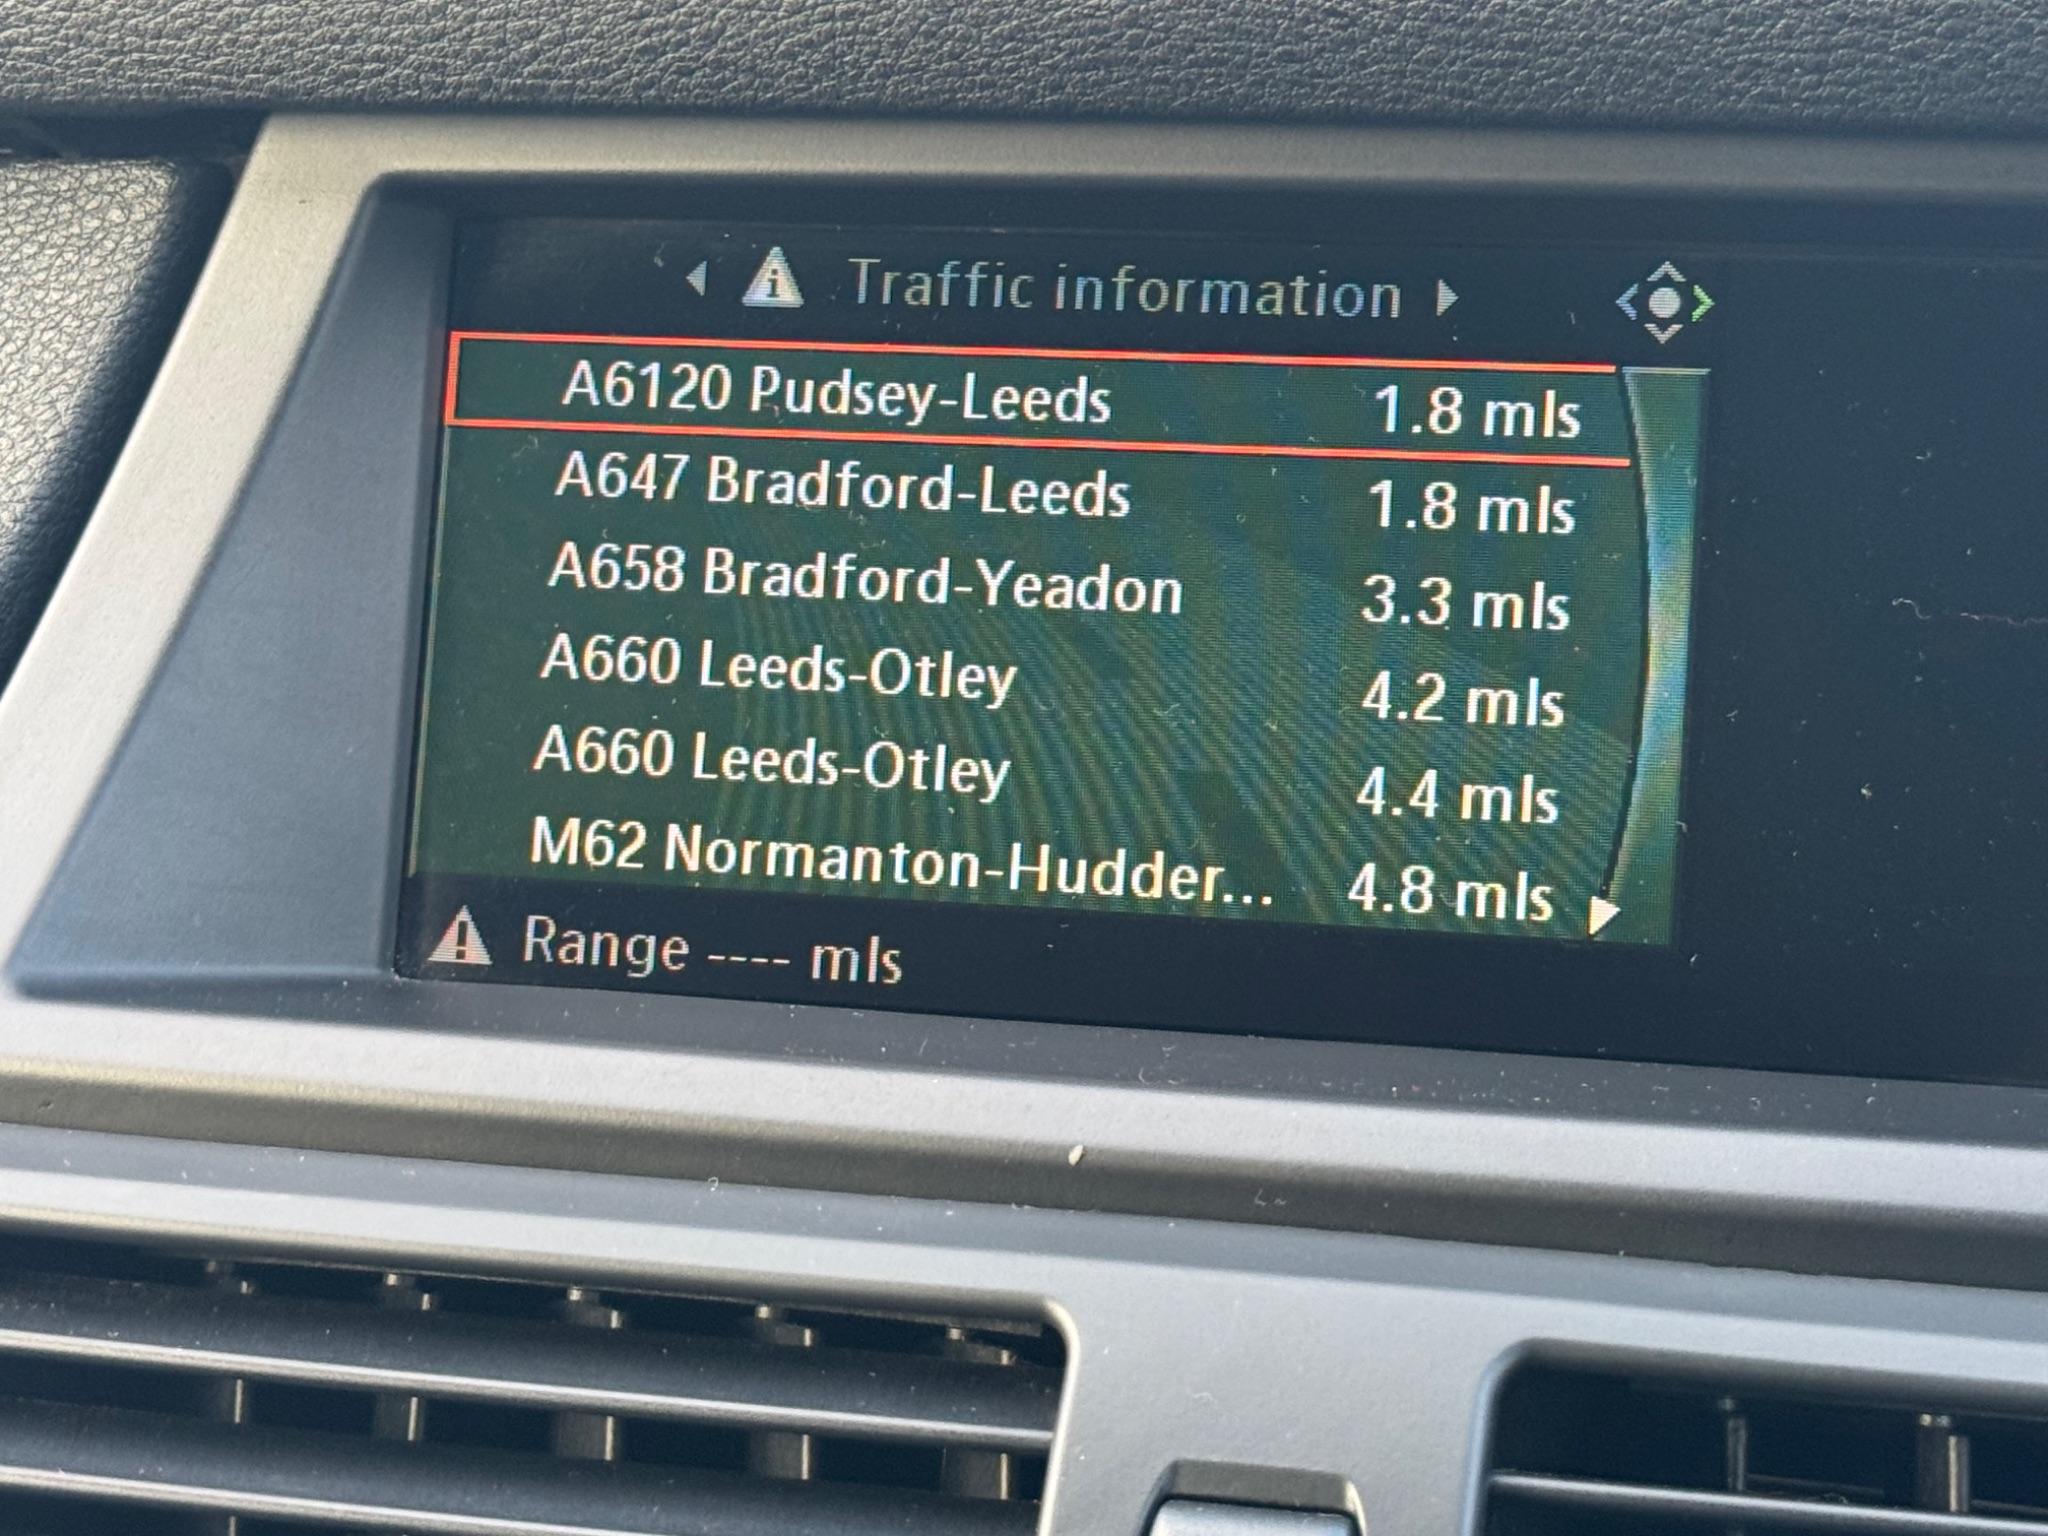 Traffic information
A6120 Pudsey-Leeds 1.8 mls
A647 Bradford-Leeds 1.8 mls
A658 Bradford-Yeadon 3.3 mls
A660 Leeds-Otley 4.2 mls
A660 Leeds-Otley 4.4 mls
M62 Normanton-Hudder... 4.8 mls
Range ---- mls